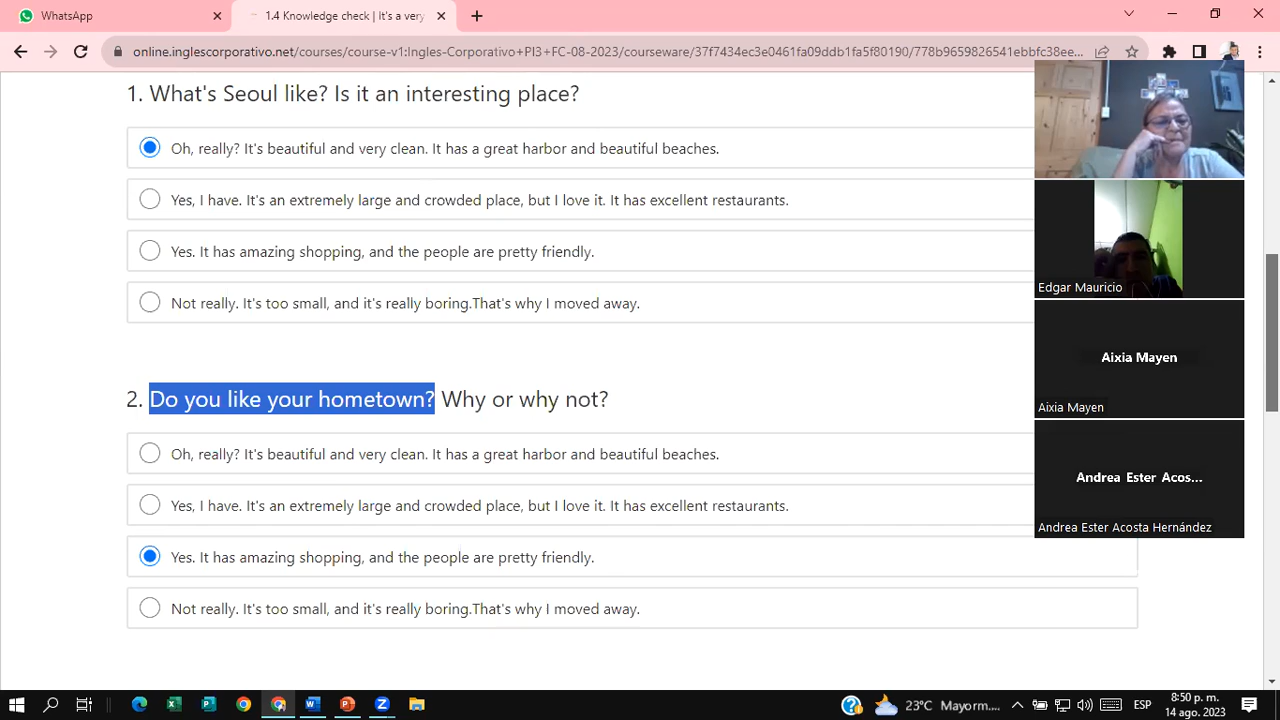 WhatsApp
1.4 Knowledge check | It's a very
online.inglescorporativo.net/courses/course-v1:Ingles-Corporativo+PI3+FC-08-2023/courseware/37f7434ec3e0461fa09ddb1fa5f80190/778b9659826541ebbfc38ee...
1. What's Seoul like? Is it an interesting place?
Oh, really? It's beautiful and very clean. It has a great harbor and beautiful beaches.
Yes, I have. It's an extremely large and crowded place, but I love it. It has excellent restaurants.
Yes. It has amazing shopping, and the people are pretty friendly.
Not really. It's too small, and it's really boring.That's why I moved away.
2. Do you like your hometown? Why or why not?
Oh, really? It's beautiful and very clean. It has a great harbor and beautiful beaches.
Yes, I have. It's an extremely large and crowded place, but I love it. It has excellent restaurants.
Yes. It has amazing shopping, and the people are pretty friendly.
Not really. It's too small, and it's really boring.That's why I moved away.
Edgar Mauricio
Aixia Mayen
Aixia Mayen
Andrea Ester Acos...
Andrea Ester Acosta Hernández
23°C Mayorm....
ESP
8:50 p. m.
14 ago. 2023